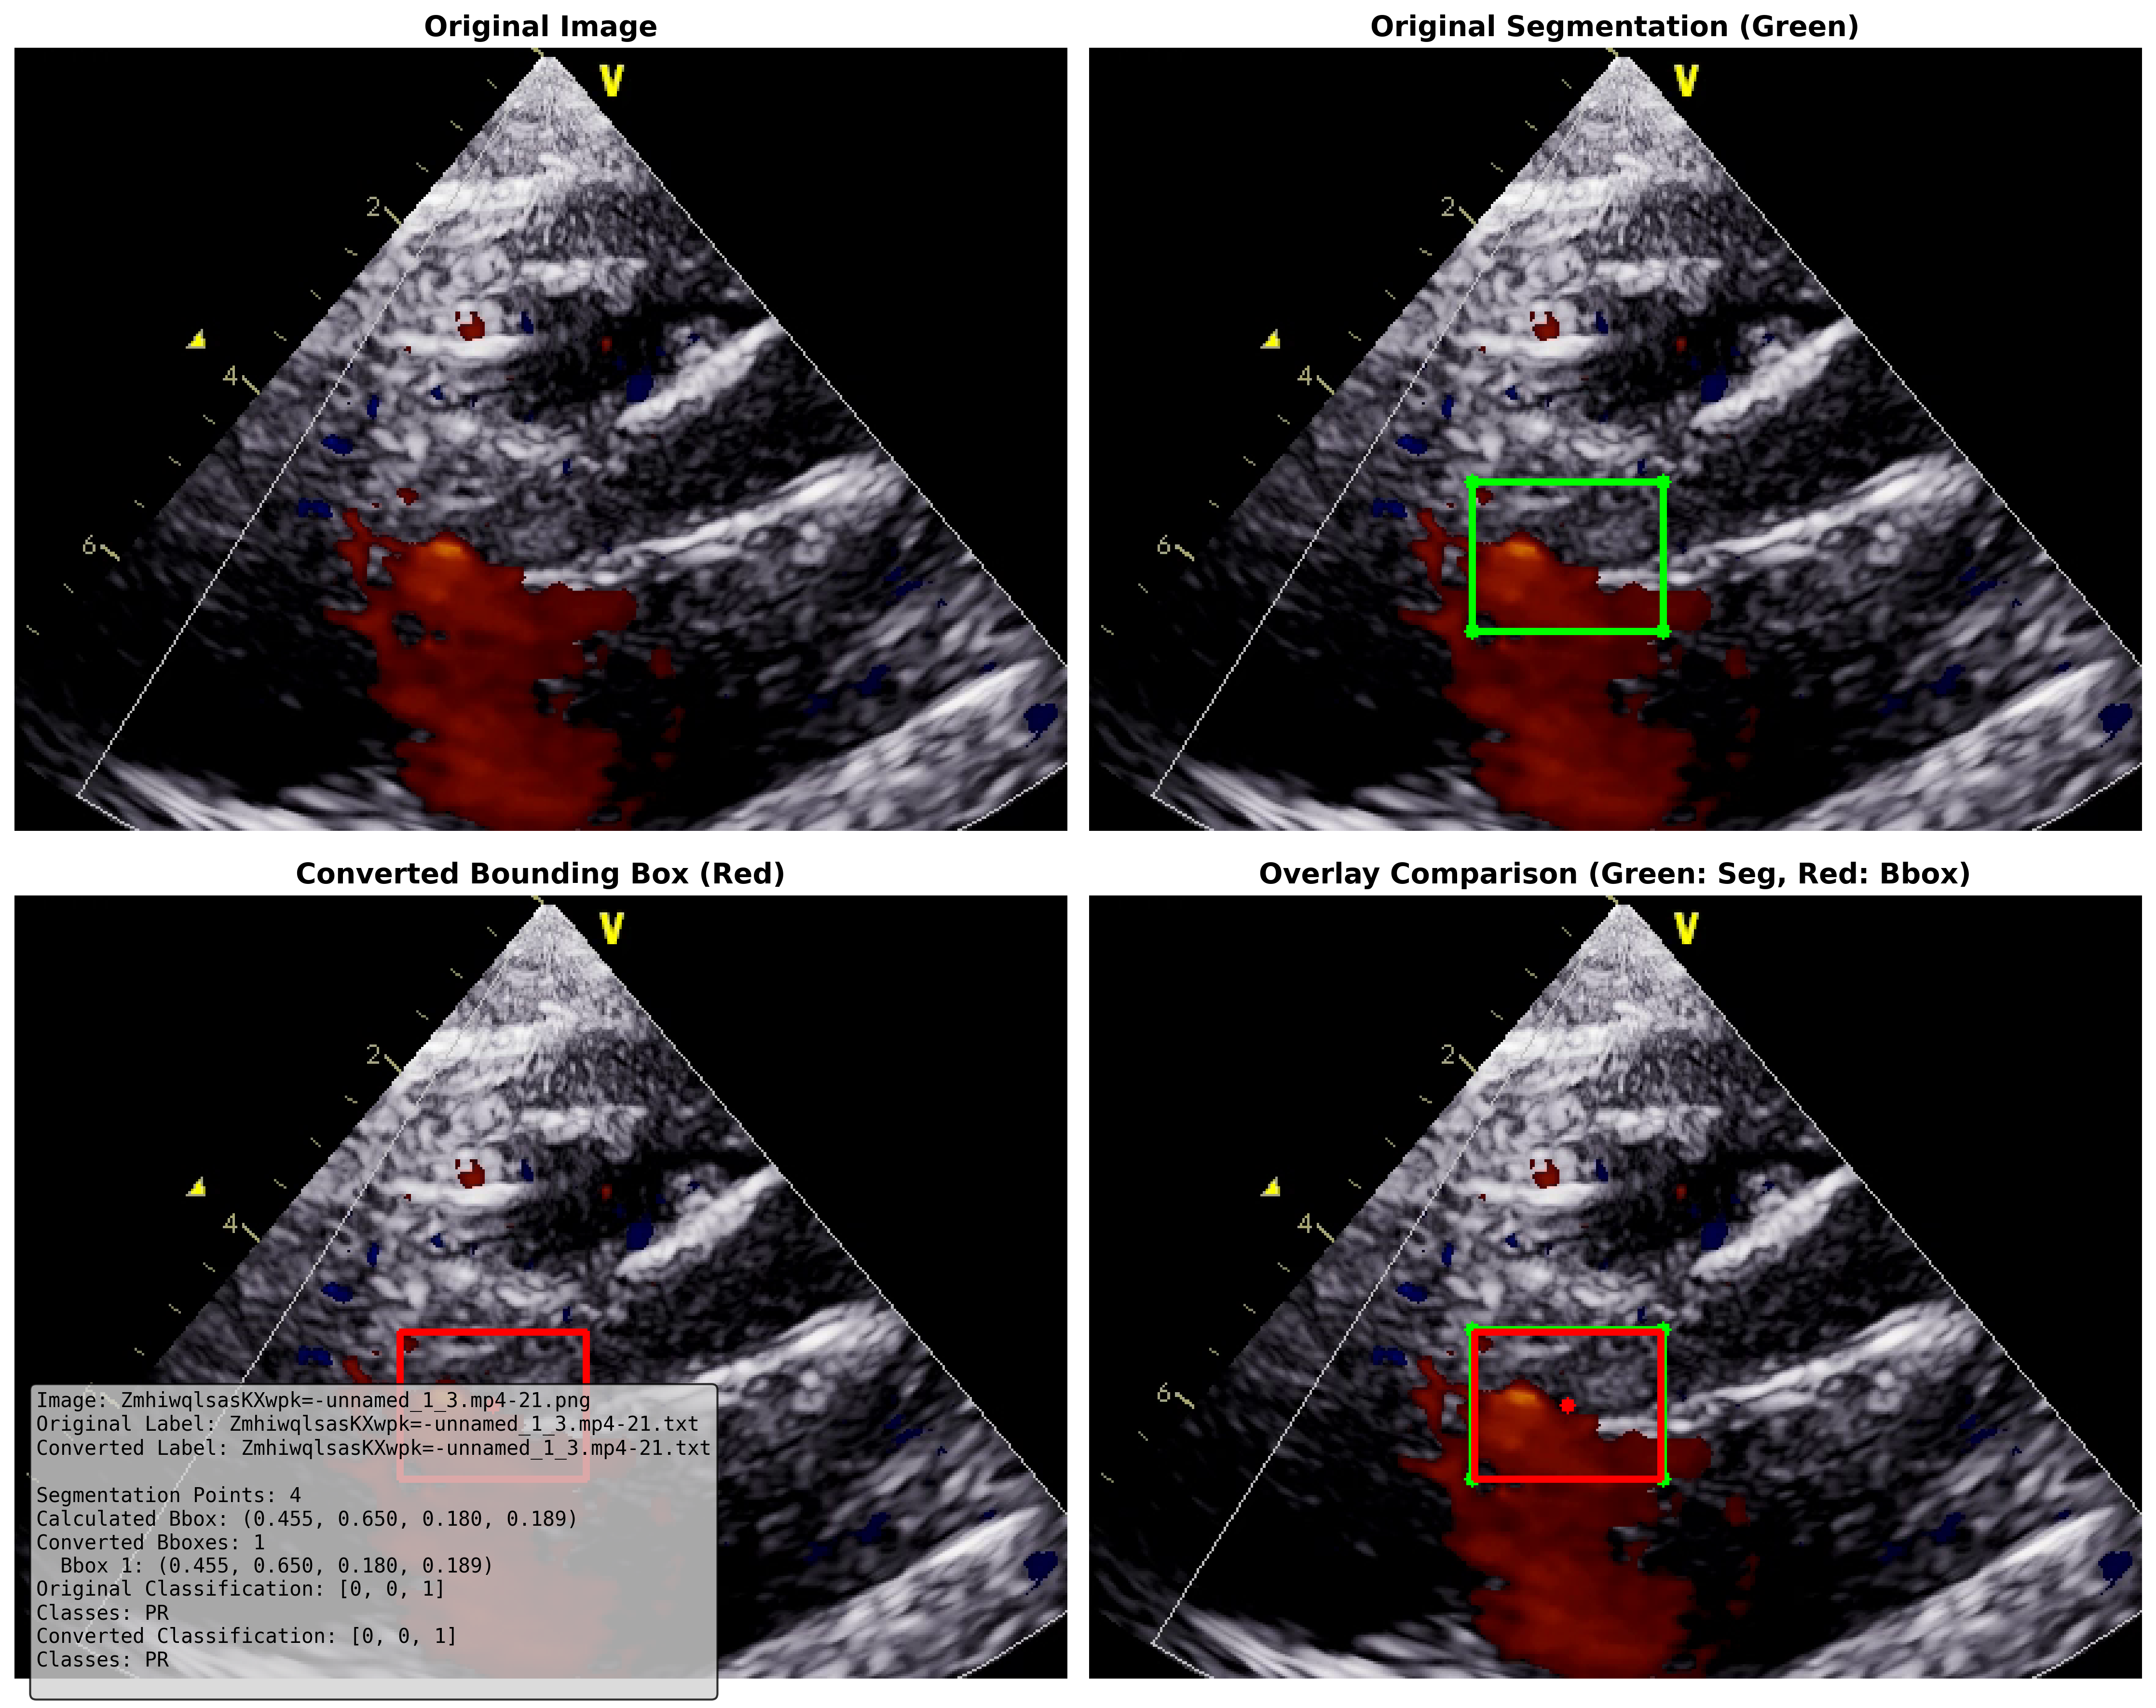 Original Image
Original Segmentation (Green)
V
2
4
6
V
2
4
6
Converted Bounding Box (Red)
Overlay Comparison (Green: Seg, Red: Bbox)
V
2
4
V
2
4
6
Image: ZmhiwqlsasKXwpk=-unnamed_1_3.mp4-21.png
Original Label: ZmhiwqlsasKXwpk=-unnamed_1_3.mp4-21.txt
Converted Label: ZmhiwqlsasKXwpk=-unnamed_1_3.mp4-21.txt
Segmentation Points: 4
Calculated Bbox: (0.455, 0.650, 0.180, 0.189)
Converted Bboxes: 1
Bbox 1: (0.455, 0.650, 0.180, 0.189)
Original Classification: [0, 0, 1]
Classes: PR
Converted Classification: [0, 0, 1]
Classes: PR